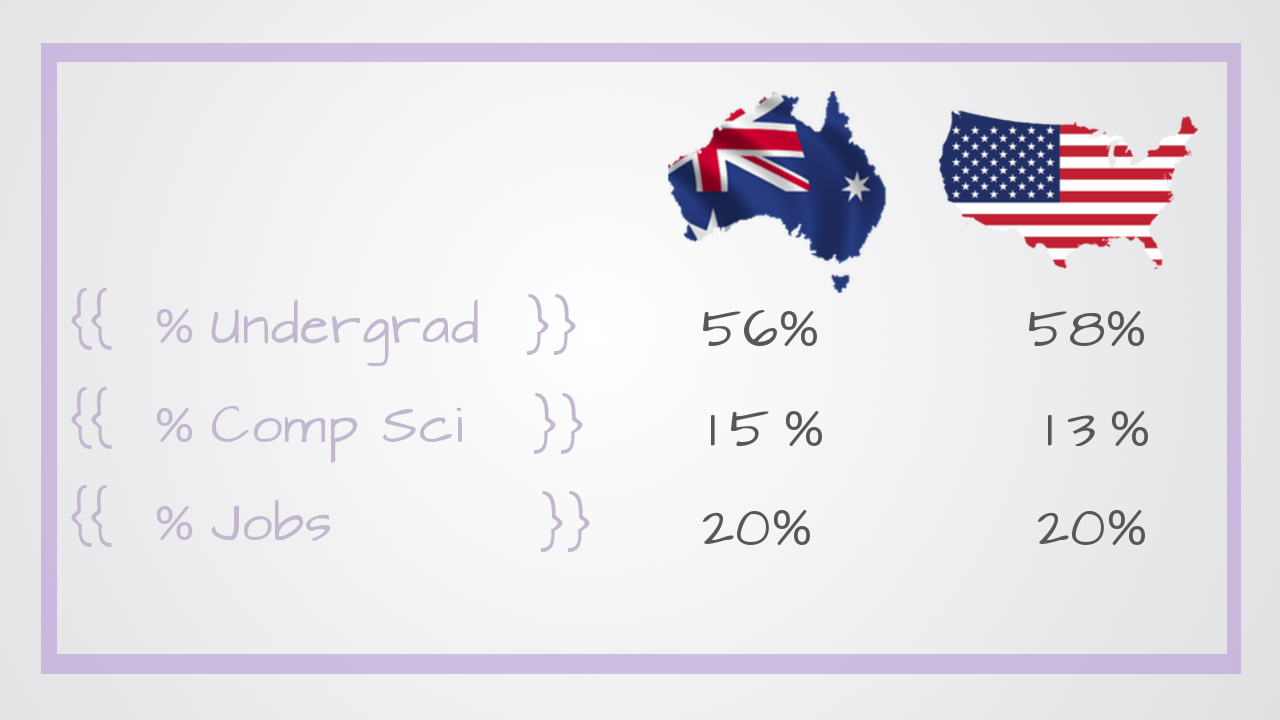 {{ % Undergrad }} 56% 58%
{{ % Comp Sci }} 15 % 13 %
{{ % Jobs }} 20% 20%